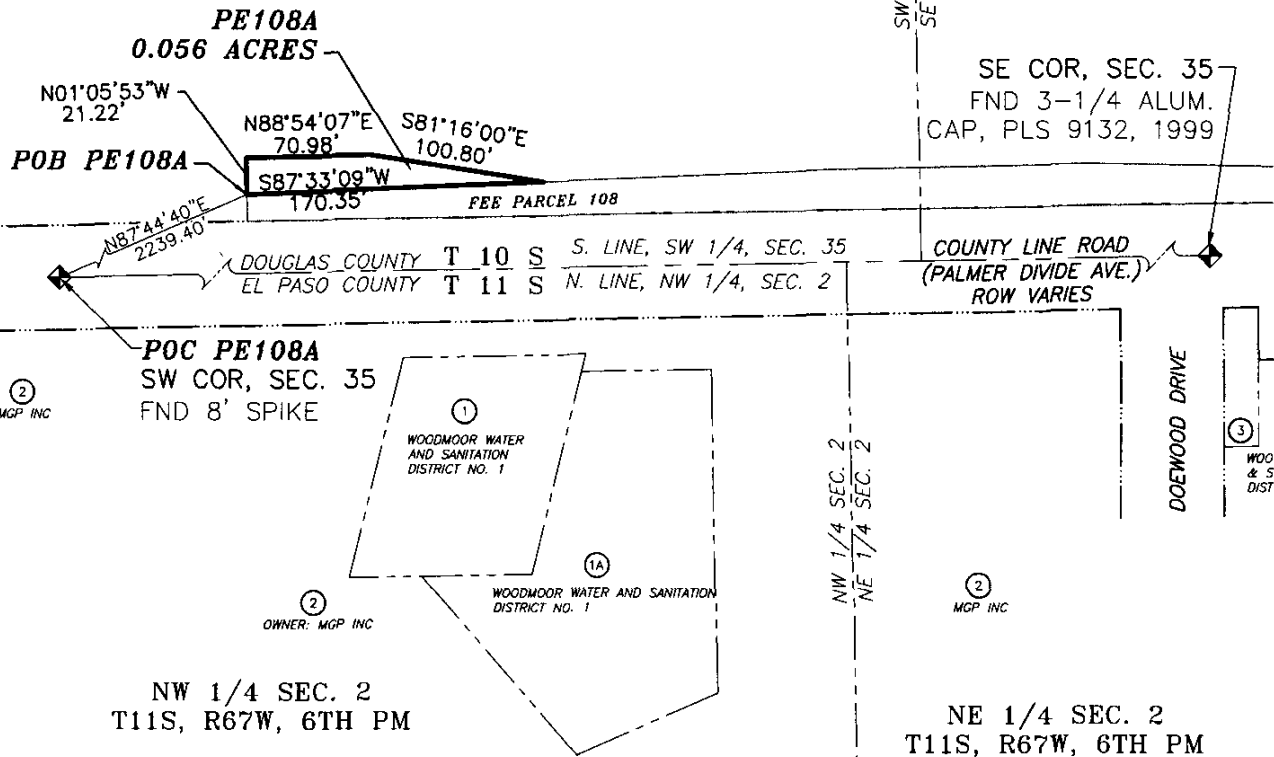 PE108A
0.056 ACRES
SW
SE
SE COR, SEC. 35
FND 3-1/4 ALUM.
CAP, PLS 9132, 1999
N01°05'53"W
21.22'
N88°54'07"E
70.98'
S81°16'00"E
100.80'
POB PE108A
S87°33'09"W
170.35'
FEE PARCEL 108
N87°44'40"E
2239.40'
DOUGLAS COUNTY T 10 S S. LINE, SW 1/4, SEC. 35
EL PASO COUNTY T 11 S N. LINE, NW 1/4, SEC. 2
COUNTY LINE ROAD
(PALMER DIVIDE AVE.)
ROW VARIES
POC PE108A
SW COR, SEC. 35
FND 8' SPIKE
2
MGP INC
1
WOODMOOR WATER
AND SANITATION
DISTRICT NO. 1
DOEWOOD DRIVE
3
WOO
& S
DIST
NW 1/4 SEC. 2
NE 1/4 SEC. 2
1A
WOODMOOR WATER AND SANITATION
DISTRICT NO. 1
2
OWNER: MGP INC
2
MGP INC
NW 1/4 SEC. 2
T11S, R67W, 6TH PM
NE 1/4 SEC. 2
T11S, R67W, 6TH PM